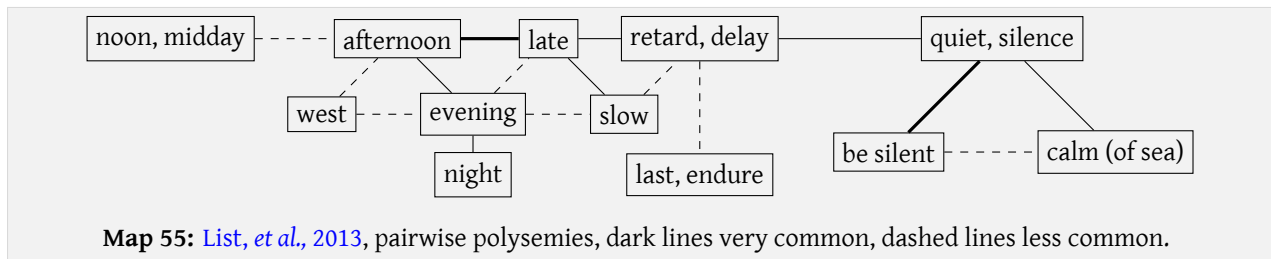 noon, midday
afternoon
late
retard, delay
quiet, silence
west
evening
slow
be silent
calm (of sea)
night
last, endure
Map 55: List, et al., 2013, pairwise polysemies, dark lines very common, dashed lines less common.